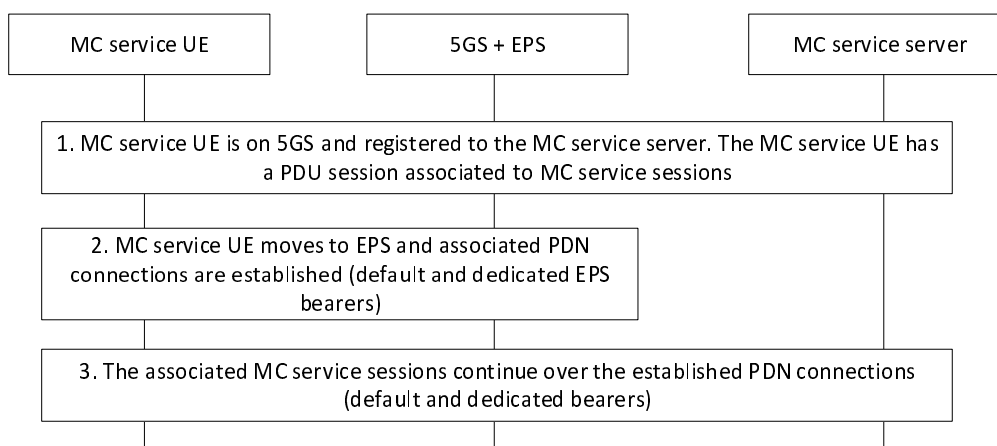 MC service UE
5GS + EPS
MC service server
1. MC service UE is on 5GS and registered to the MC service server. The MC service UE has
a PDU session associated to MC service sessions
2. MC service UE moves to EPS and associated PDN
connections are established (default and dedicated EPS
bearers)
3. The associated MC service sessions continue over the established PDN connections
(default and dedicated bearers)